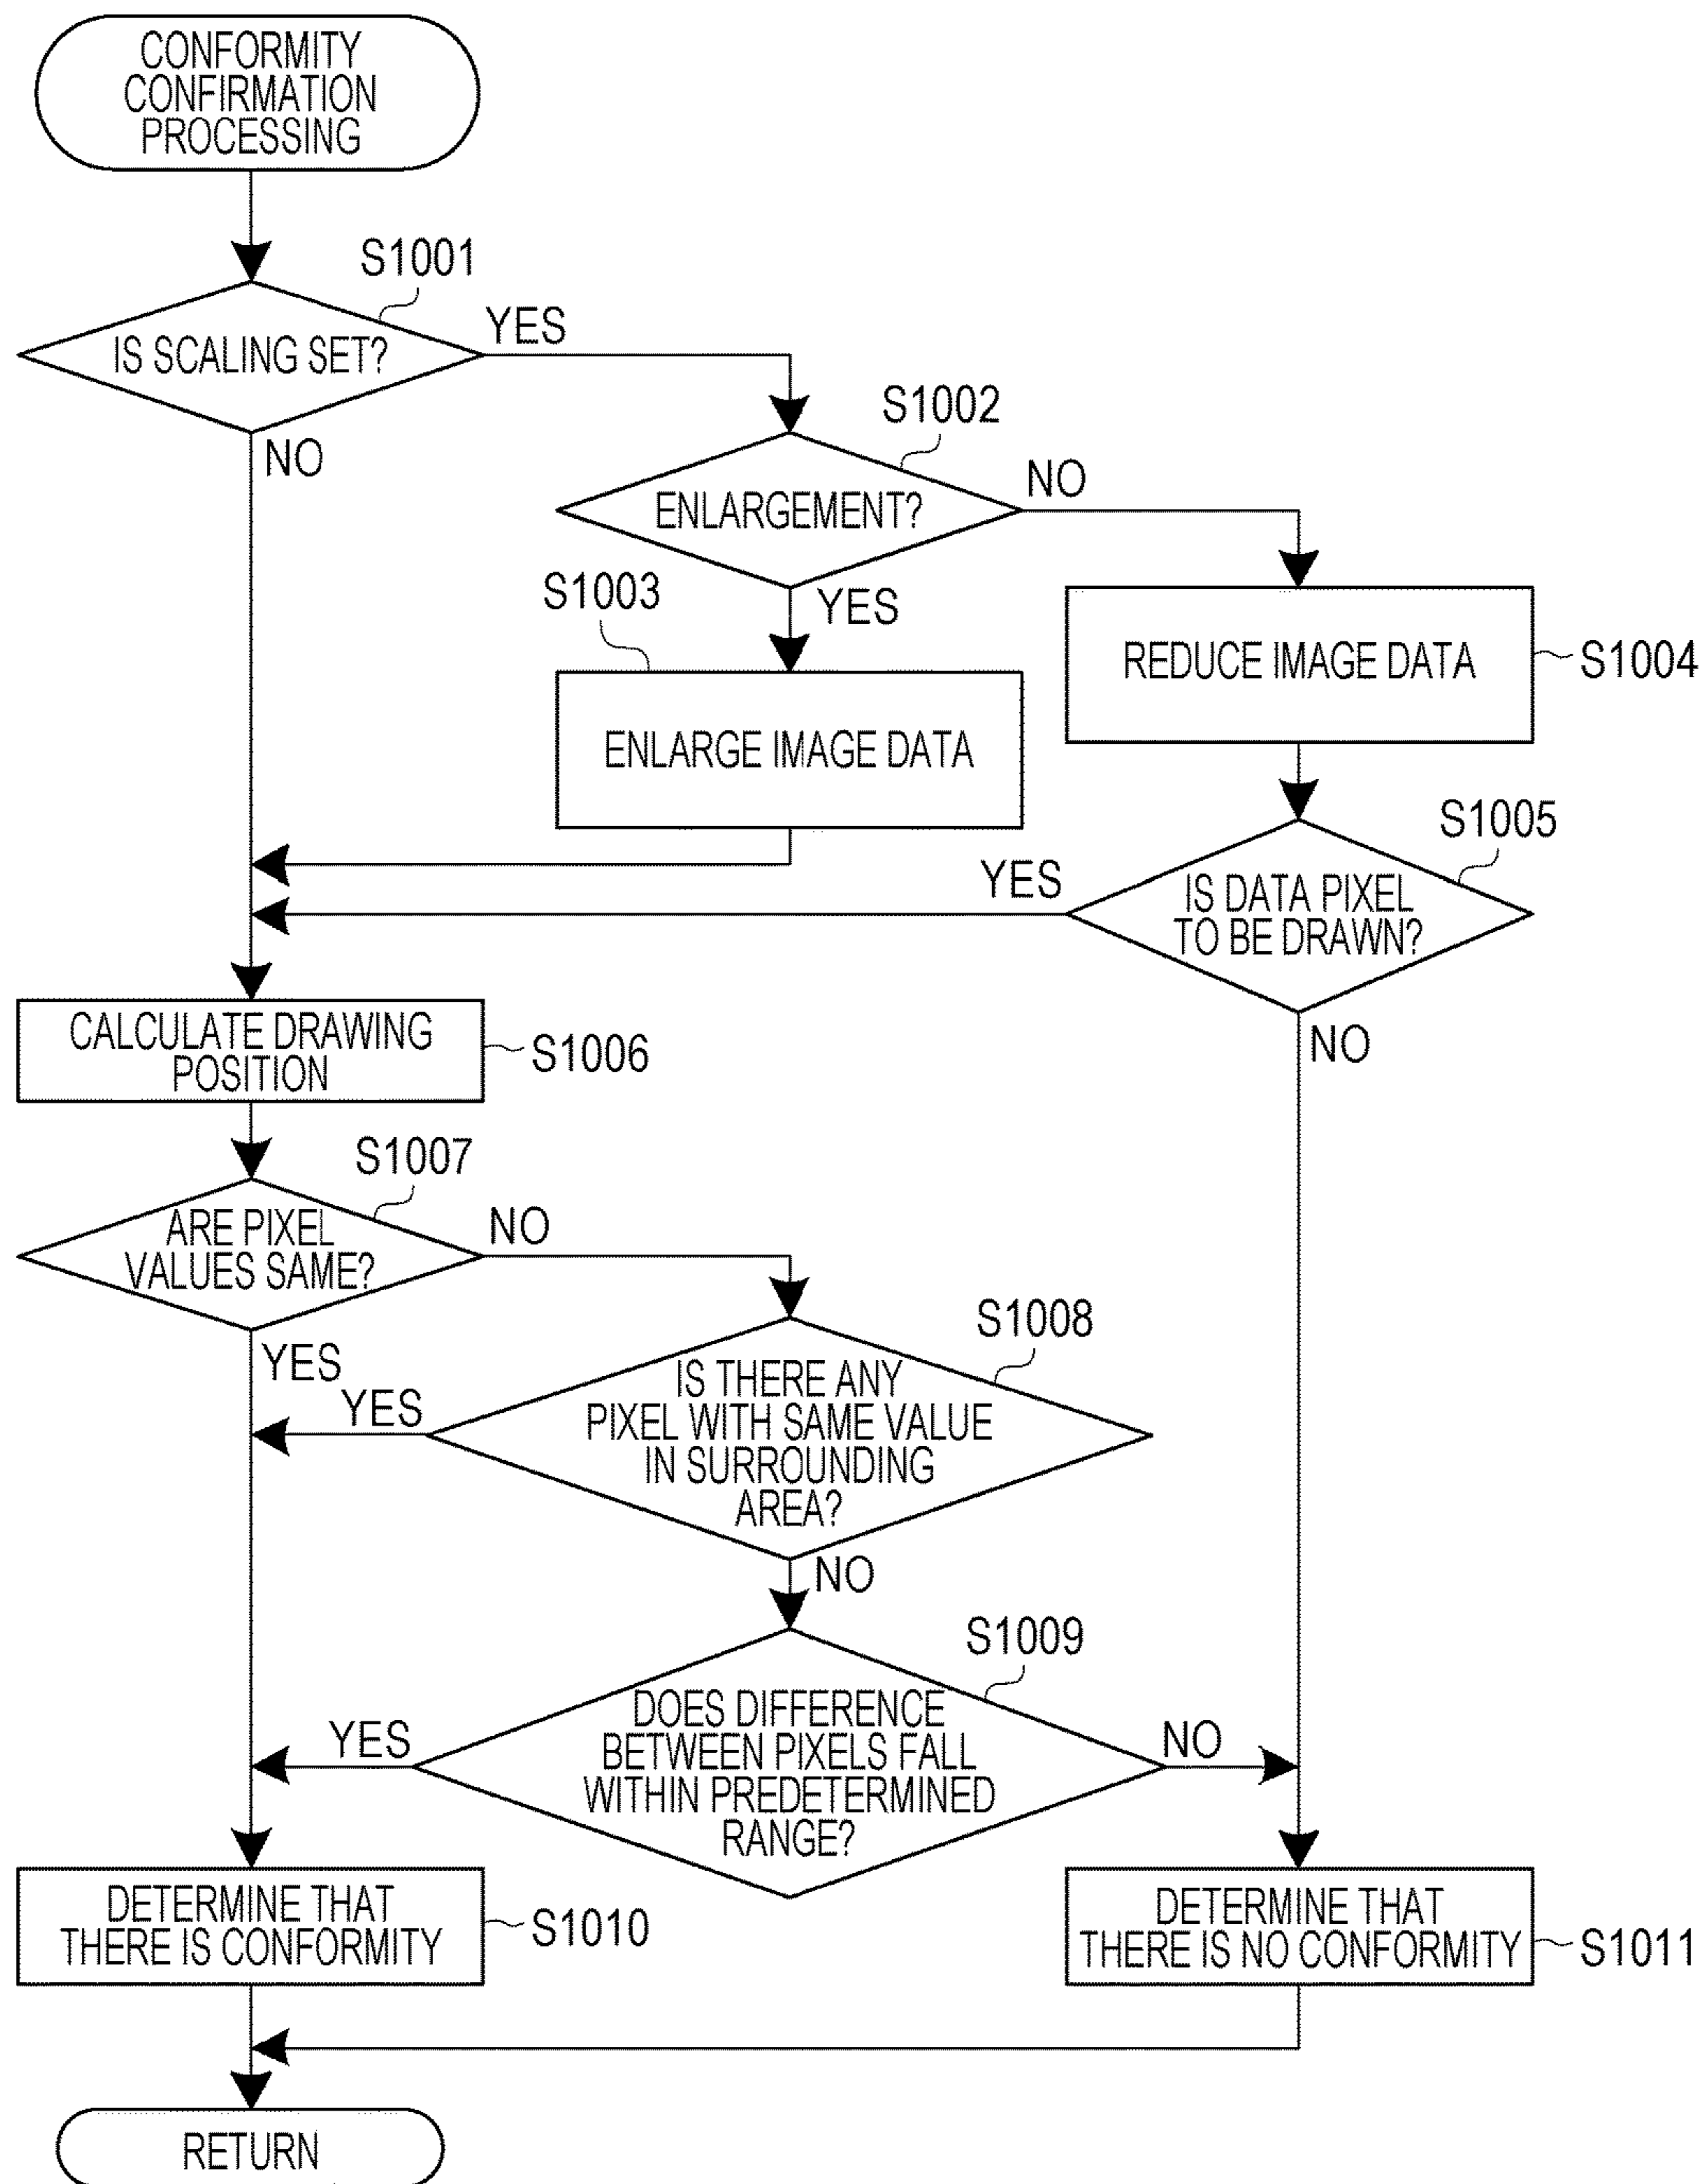 CONFORMITY
CONFIRMATION
PROCESSING
S1001
IS SCALING SET?
YES
NO
S1002
ENLARGEMENT?
NO
YES
S1003
ENLARGE IMAGE DATA
REDUCE IMAGE DATA
S1004
S1005
IS DATA PIXEL
TO BE DRAWN?
YES
NO
CALCULATE DRAWING
POSITION
S1006
S1007
ARE PIXEL
VALUES SAME?
NO
YES
S1008
IS THERE ANY
PIXEL WITH SAME VALUE
IN SURROUNDING
AREA?
YES
NO
S1009
DOES DIFFERENCE
BETWEEN PIXELS FALL
WITHIN PREDETERMINED
RANGE?
YES
NO
DETERMINE THAT
THERE IS CONFORMITY
S1010
DETERMINE THAT
THERE IS NO CONFORMITY
S1011
RETURN